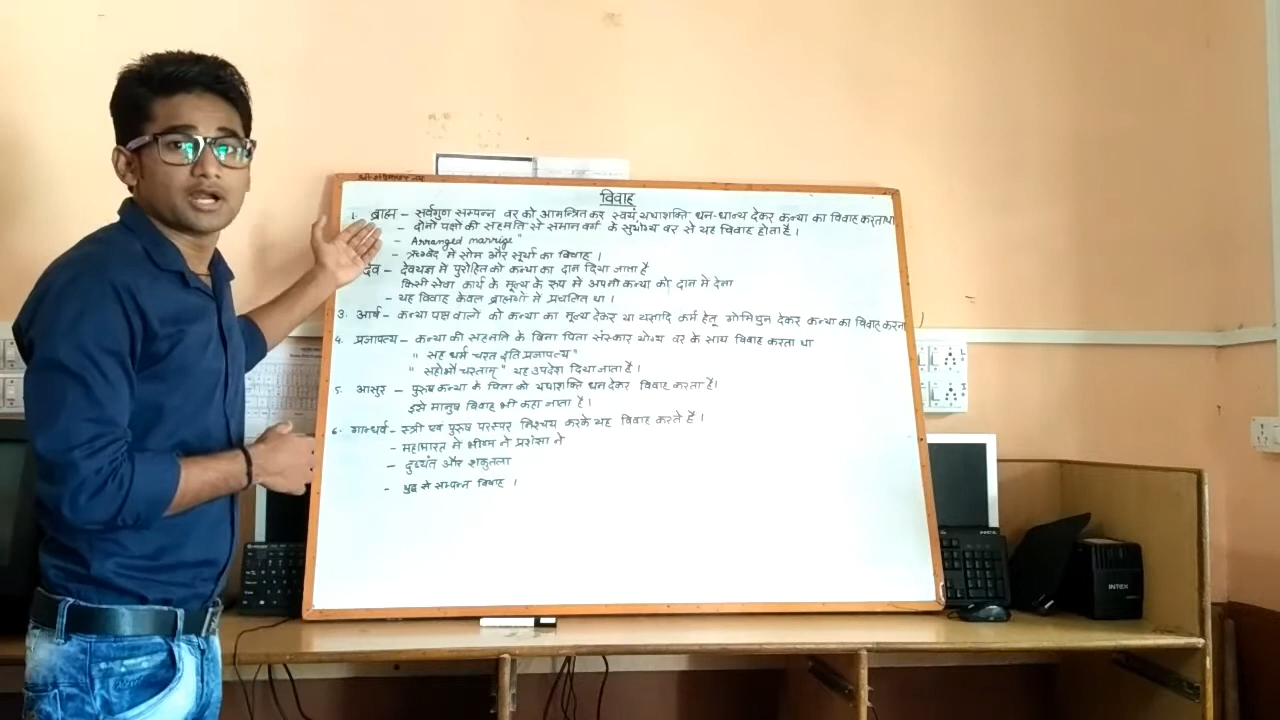 विवाह
1. ब्राह्म – सर्वगुण सम्पन्न वर को आमन्त्रित कर स्वयं यथाशक्ति धन-धान्य देकर कन्या का विवाह करता था
- दोनो पक्षो की सहमति से समान वर्ग के सुयोग्य वर से यह विवाह होता है ।
- Arranged marrige"
- ऋग्वेद मे सोम और सूर्या का विवाह ।
देव – देवयज्ञ मे पुरोहित को कन्या का दान दिया जाता है
किसी सेवा कार्य के मूल्य के रूप मे अपनी कन्या को दान मे देना
- यह विवाह केवल ब्राह्मणो मे प्रचलित था ।
3. आर्ष – कन्या पक्ष वालो को कन्या का मूल्य देकर या यज्ञादि कर्म हेतू गोमिथुन देकर कन्या का विवाह करना ।
4. प्रजापत्य – कन्या की सहमति के बिना पिता संस्कार योग्य वर के साथ विवाह करता था
" सह धर्म चरत इति प्रजापत्य"
" सहोभौ चरताम् " यह उपदेश दिया जाता है ।
5. आसुर – पुरुष कन्या के पिता को यथाशक्ति धन देकर विवाह करता है।
इसे मानुष विवाह भी कहा जाता है ।
6. गान्धर्व – स्त्री एवं पुरुष परस्पर निश्चय करके यह विवाह करते है ।
- महाभारत मे भीष्म ने प्रशंसा ने
- दुष्यंत और शकुतला
- युद्ध से सम्पन्न विवाह ।
INTEX